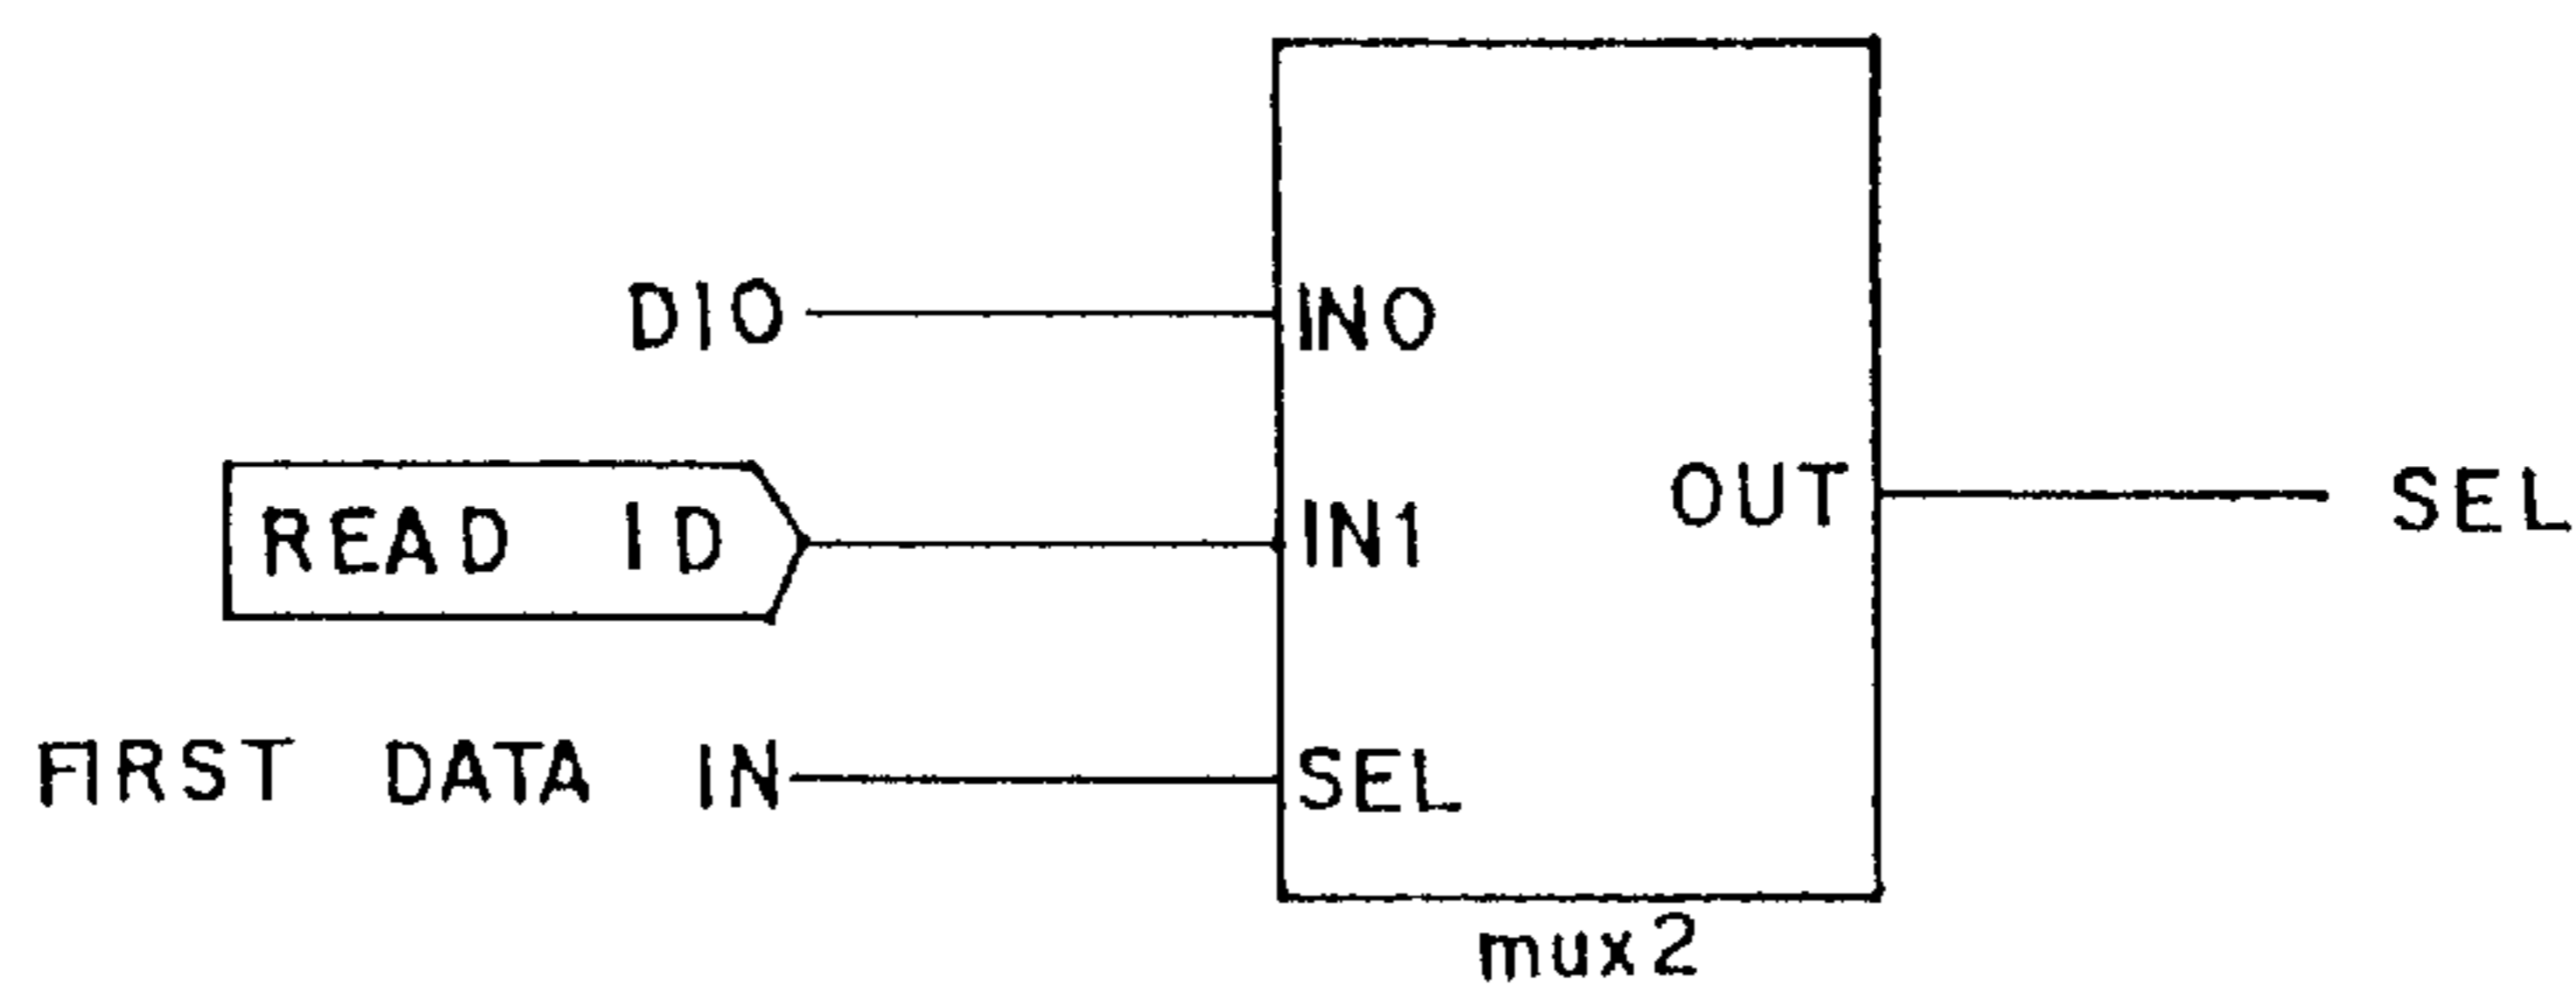 DIO
IN0
READ ID
IN1
OUT
SEL
FIRST DATA IN
SEL
mux2